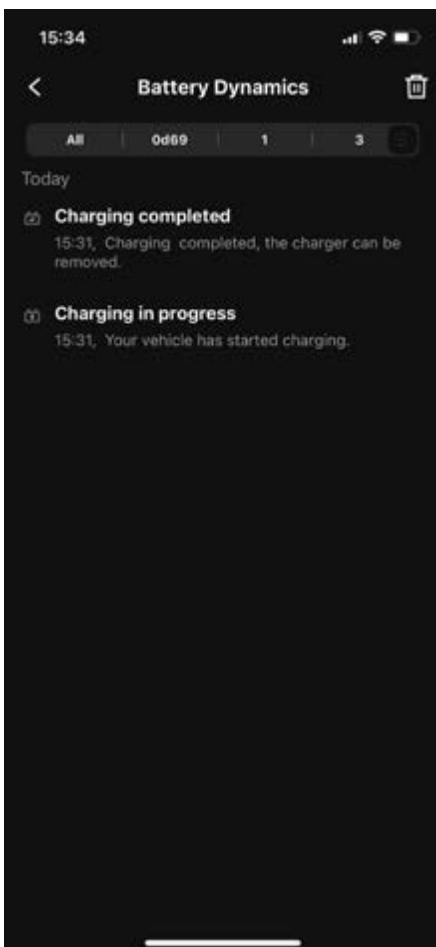 15:34
Battery Dynamics
All 0d69 1 3
Today
Charging completed
15:31, Charging completed, the charger can be
removed.
Charging in progress
15:31, Your vehicle has started charging.